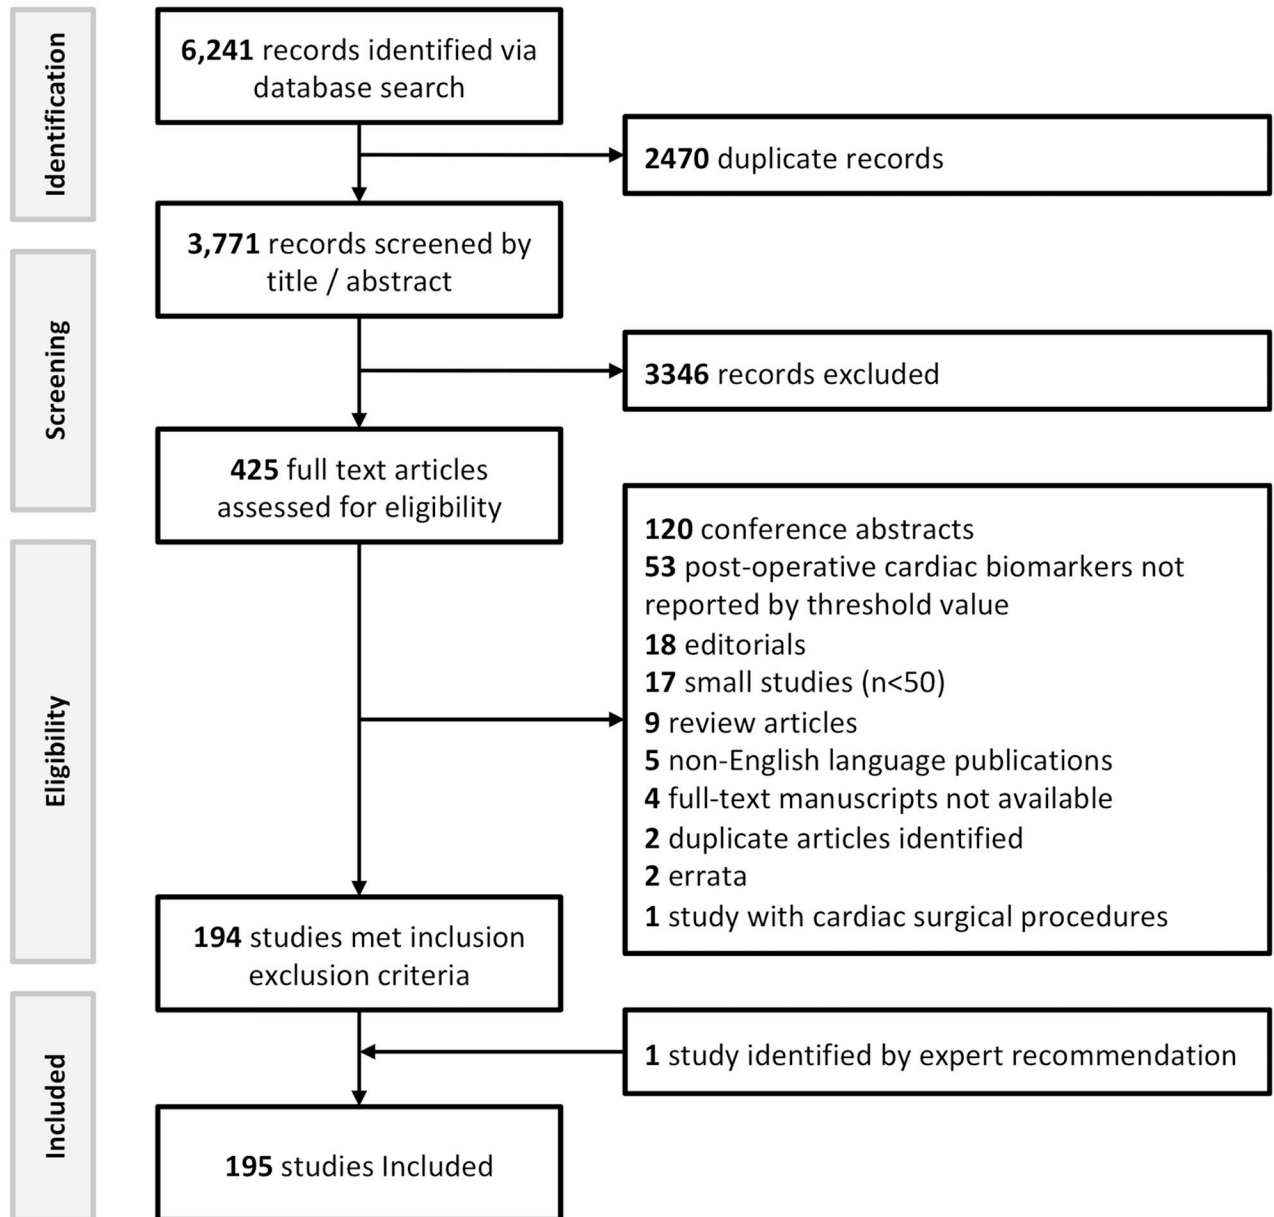 Identification
6,241 records identified via
database search
2470 duplicate records
Screening
3,771 records screened by
title / abstract
3346 records excluded
425 full text articles
assessed for eligibility
Eligibility
120 conference abstracts
53 post-operative cardiac biomarkers not
reported by threshold value
18 editorials
17 small studies (n<50)
9 review articles
5 non-English language publications
4 full-text manuscripts not available
2 duplicate articles identified
2 errata
1 study with cardiac surgical procedures
194 studies met inclusion
exclusion criteria
Included
1 study identified by expert recommendation
195 studies Included